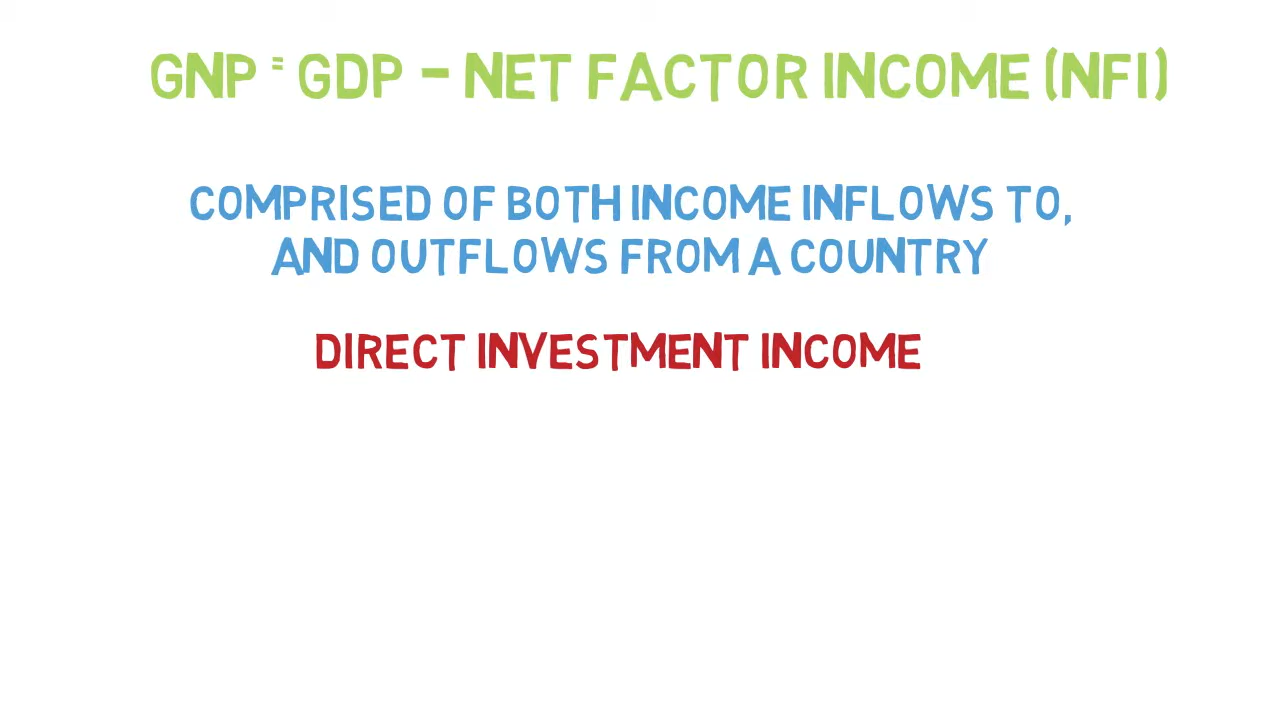 GNP = GDP - NET FACTOR INCOME (NFI)
COMPRISED OF BOTH INCOME INFLOWS TO,
AND OUTFLOWS FROM A COUNTRY
DIRECT INVESTMENT INCOME